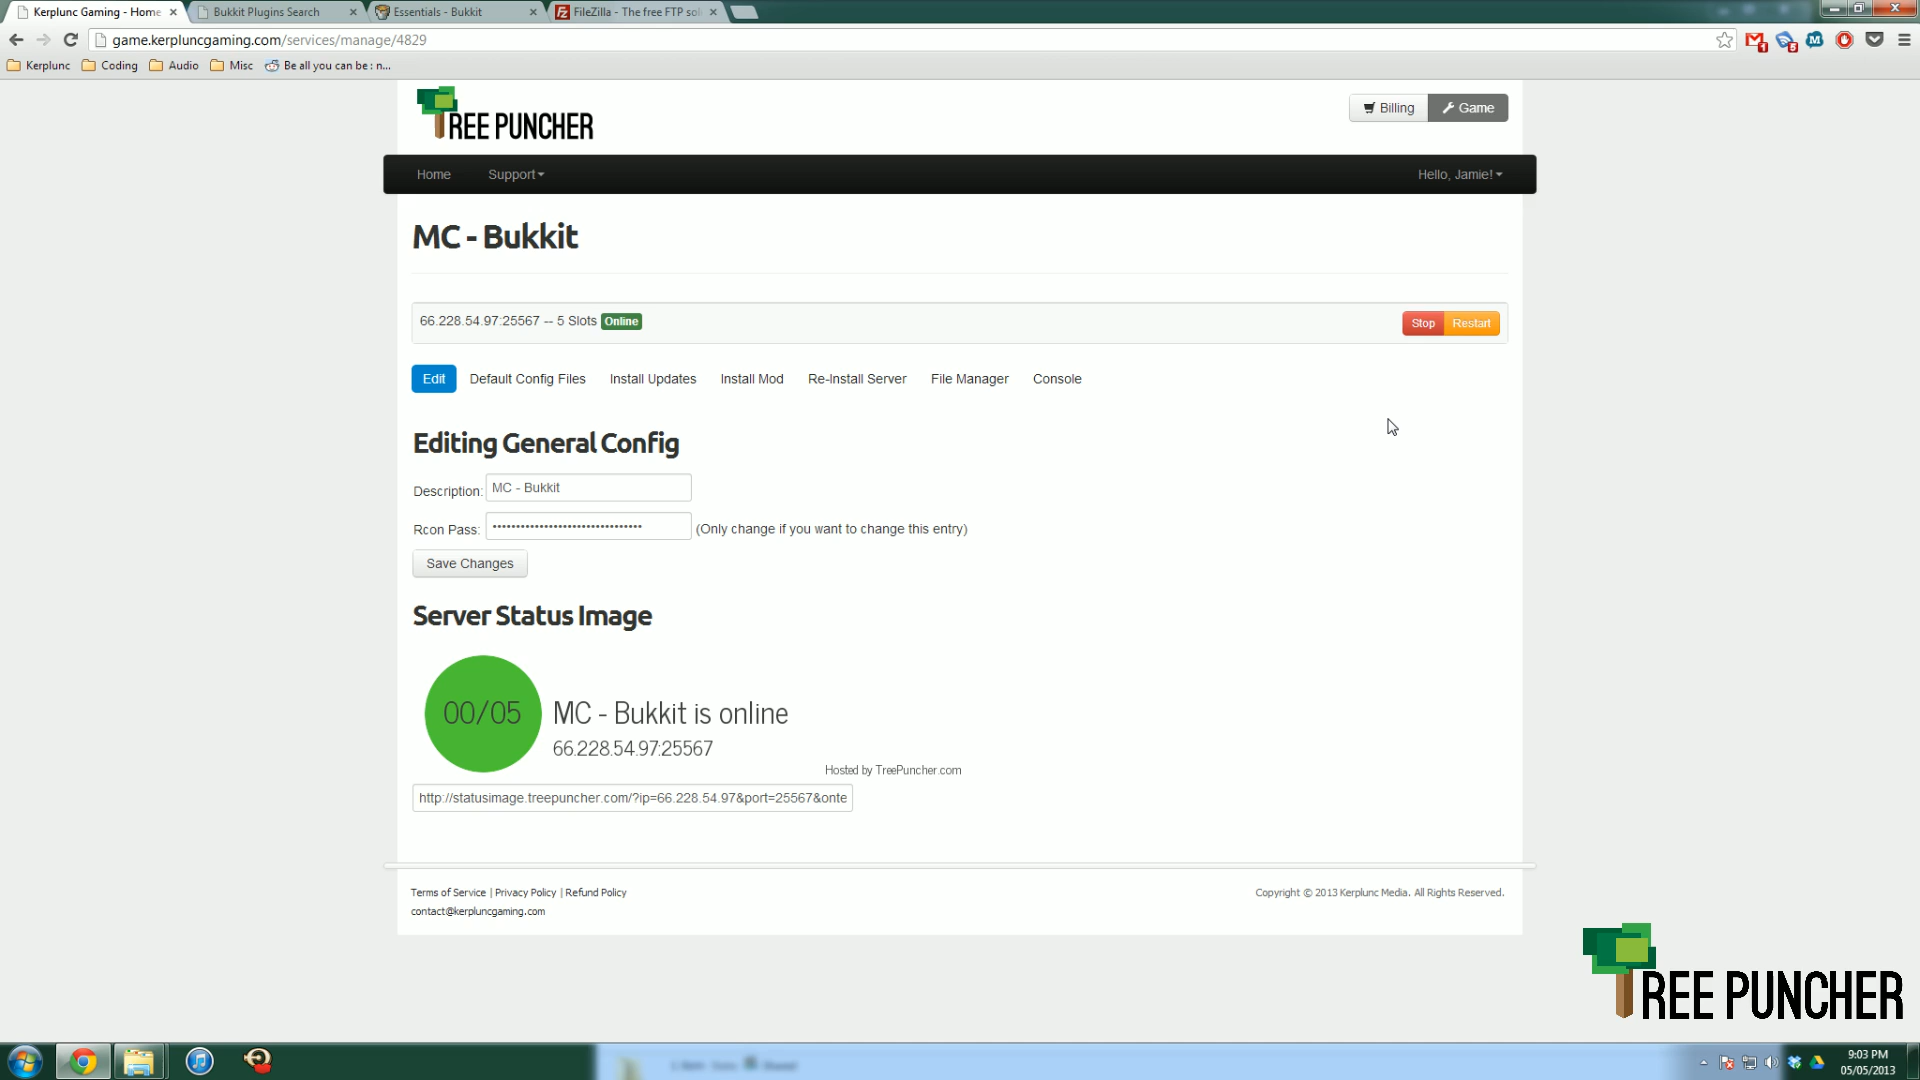 Kerplunc Gaming - Home
Bukkit Plugins Search
Essentials - Bukkit
FileZilla - The free FTP sol
game.kerpluncgaming.com/services/manage/4829
Kerplunc
Coding
Audio
Misc
Be all you can be : n...
REE PUNCHER
Billing
Game
Home
Support
Hello, Jamie!
MC - Bukkit
66.228.54.97:25567 -- 5 Slots Online
Stop
Restart
Edit
Default Config Files
Install Updates
Install Mod
Re-Install Server
File Manager
Console
Editing General Config
Description: MC - Bukkit
Rcon Pass: (Only change if you want to change this entry)
Save Changes
Server Status Image
00/05
MC - Bukkit is online
66.228.54.97:25567
Hosted by TreePuncher.com
http://statusimage.treepuncher.com/?ip=66.228.54.97&port=25567&onte
Terms of Service | Privacy Policy | Refund Policy
Copyright © 2013 Kerplunc Media. All Rights Reserved.
contact@kerpluncgaming.com
REE PUNCHER
9:03 PM
05/05/2013